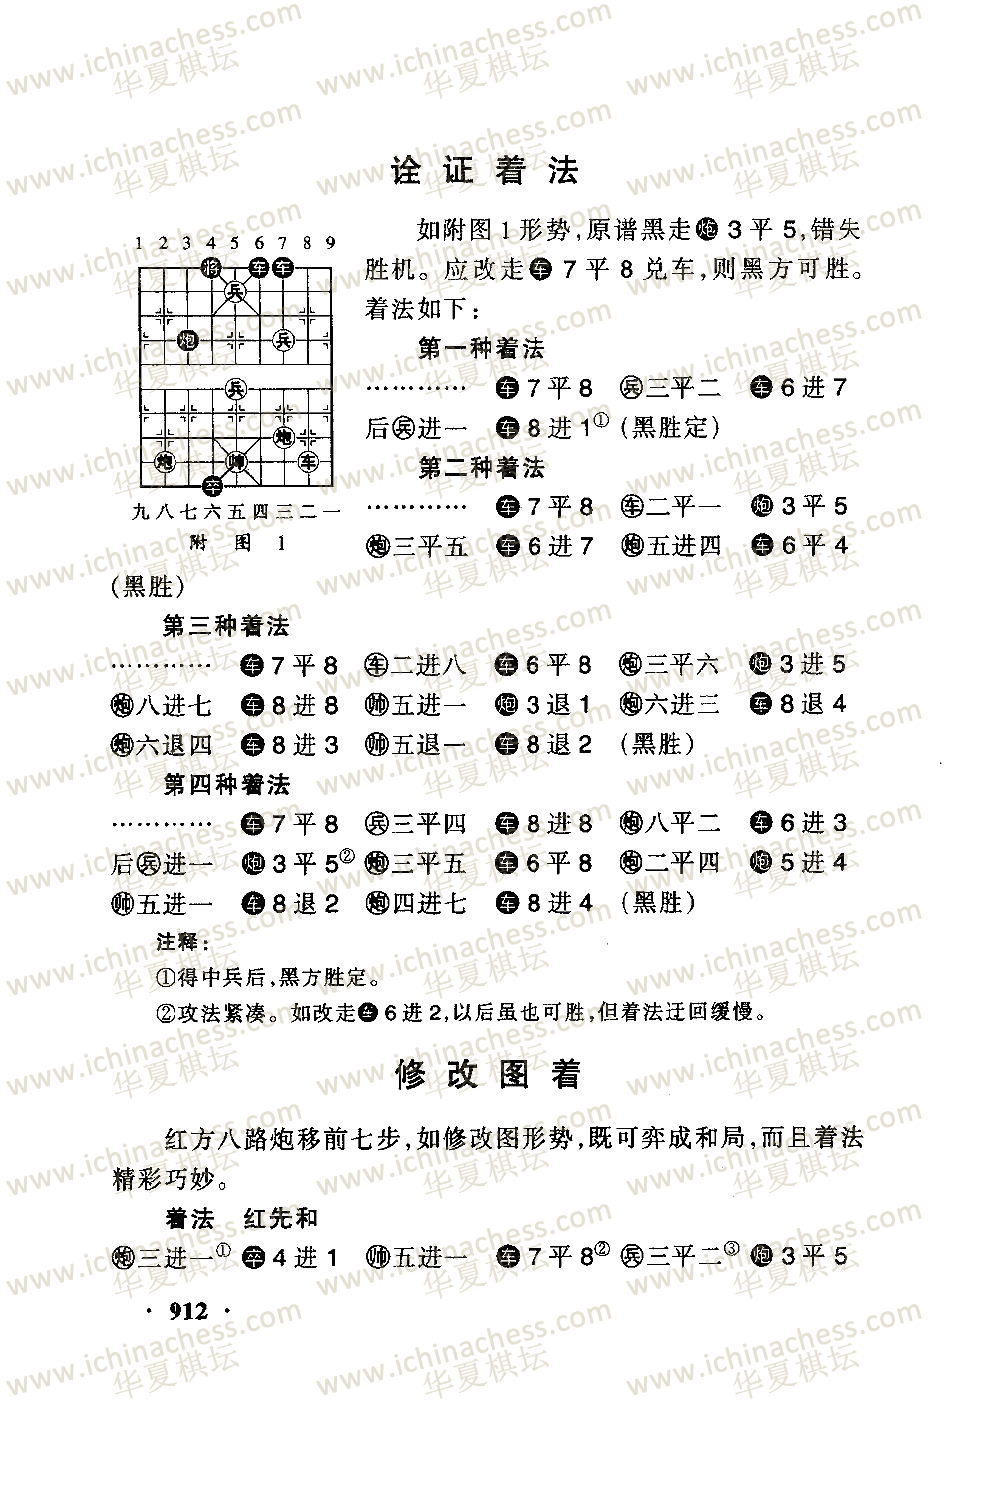 诠证着法
如附图1形势,原谱黑走炮3平5,错失
胜机。应改走车7平8兑车,则黑方可胜。
着法如下:
第一种着法
………… 车7平8 兵三平二 车6进7
后兵进一 车8进1①(黑胜定)
第二种着法
………… 车7平8 车二平一 炮3平5
炮三平五 车6进7 炮五进四 车6平4
(黑胜)
1 2 3 4 5 6 7 8 9
将 车 车
兵
炮 兵
兵
炮
炮 帅 车
卒
九八七六五四三二一
附 图 1
第三种着法
………… 车7平8 车二进八 车6平8 炮三平六 炮3进5
炮八进七 车8进8 帅五进一 炮3退1 炮六进三 车8退4
炮六退四 车8进3 帅五退一 车8退2 (黑胜)
第四种着法
………… 车7平8 兵三平四 车8进8 炮八平二 车6进3
后兵进一 炮3平5② 炮三平五 车6平8 炮二平四 炮5进4
帅五进一 车8退2 炮四进七 车8进4 (黑胜)
注释:
①得中兵后,黑方胜定。
②攻法紧凑。如改走车6进2,以后虽也可胜,但着法迂回缓慢。
修改图着
红方八路炮移前七步,如修改图形势,既可弈成和局,而且着法
精彩巧妙。
着法 红先和
炮三进一① 卒4进1 帅五进一 车7平8② 兵三平二③ 炮3平5
· 912 ·
www.ichinachess.com
华夏棋坛